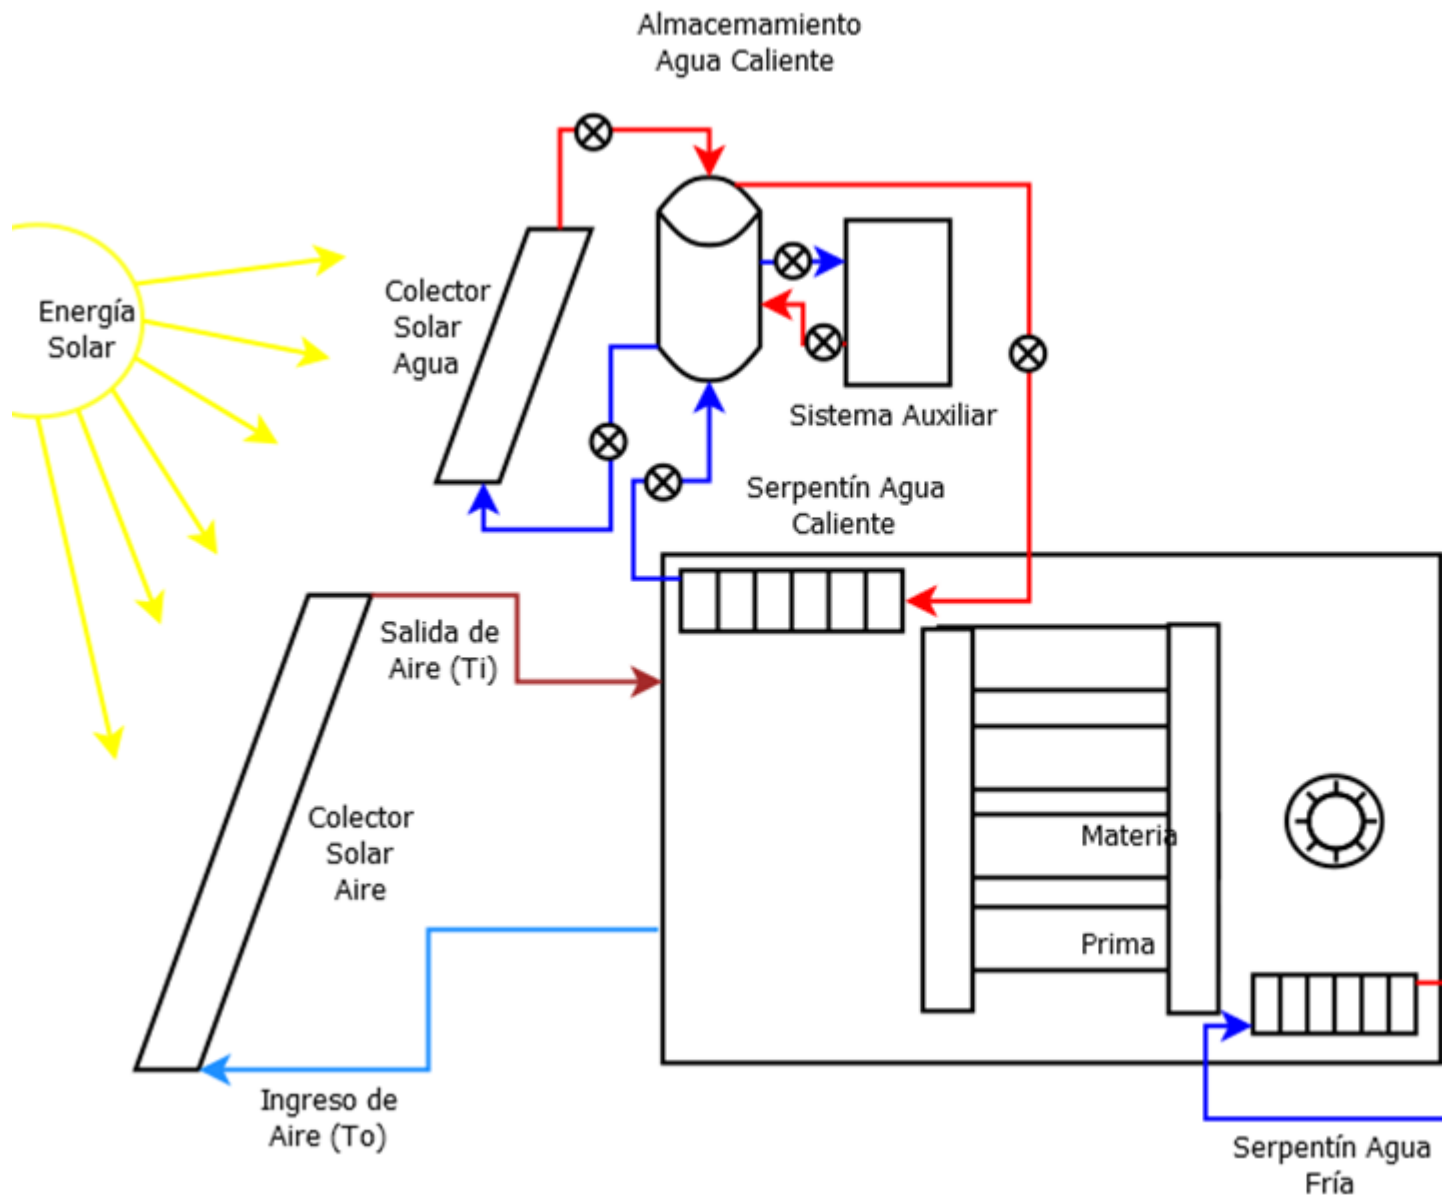 Almacemamiento
Agua Caliente
Energía
Solar
Colector
Solar
Agua
Sistema Auxiliar
Serpentín Agua
Caliente
Salida de
Aire (Ti)
Colector
Solar
Aire
Materia
Prima
Ingreso de
Aire (To)
Serpentín Agua
Fría